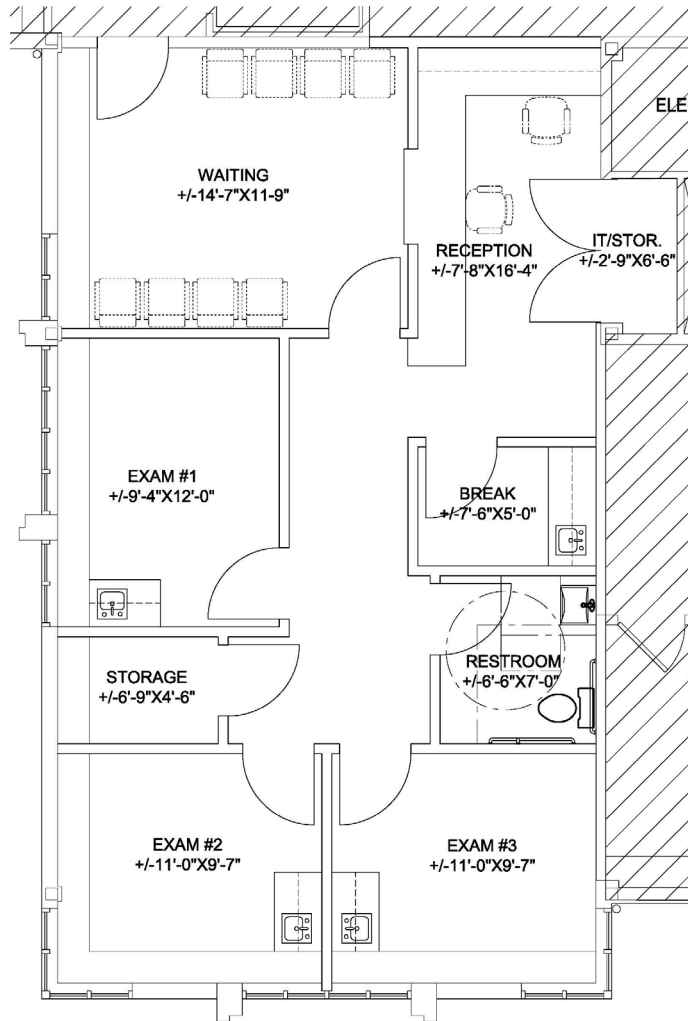 ELE
WAITING
+/-14'-7"X11-9"
RECEPTION
+/-7'-8"X16'-4"
IT/STOR.
+/-2'-9"X6'-6"
EXAM #1
+/-9'-4"X12'-0"
BREAK
+/-7'-6"X5'-0"
STORAGE
+/-6'-9"X4'-6"
RESTROOM
+/-6'-6"X7'-0"
EXAM #2
+/-11'-0"X9'-7"
EXAM #3
+/-11'-0"X9'-7"